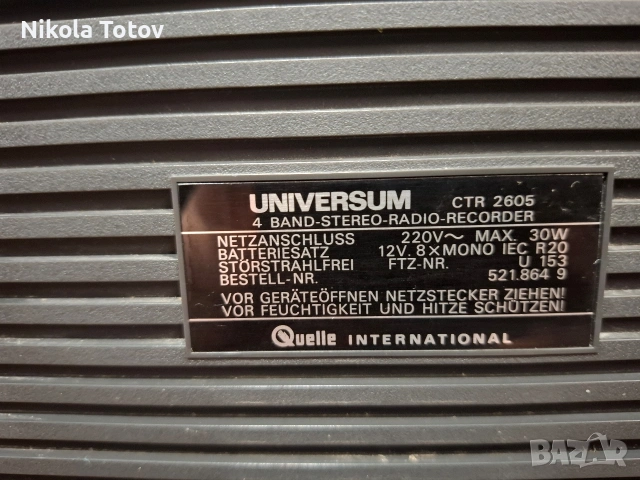 Nikola Totov
UNIVERSUM CTR 2605
4 BAND-STEREO-RADIO-RECORDER
NETZANSCHLUSS 220V~ MAX. 30W
BATTERIESATZ 12V. 8×MONO IEC R20
STÖRSTRAHLFREI FTZ-NR. U 153
BESTELL-NR. 521.864 9
VOR GERÄTEÖFFNEN NETZSTECKER ZIEHEN!
VOR FEUCHTIGKEIT UND HITZE SCHÜTZEN!
Quelle INTERNATIONAL
BAZAR